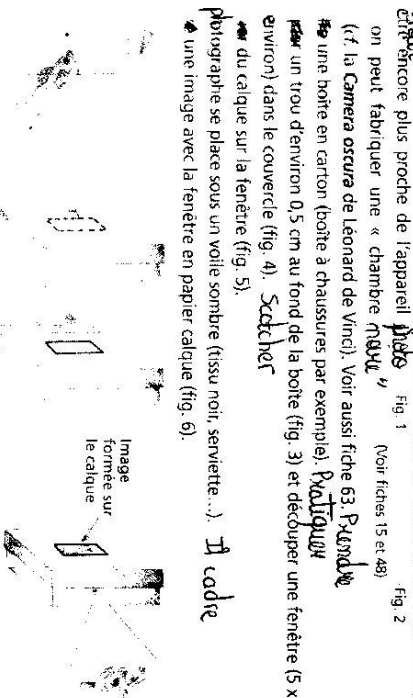 Fig. 1
Fig. 2
(Voir fiches 15 et 48)
être encore plus proche de l'appareil photo
on peut fabriquer une « chambre noire "
(cf. la Camera oscura de Léonard de Vinci). Voir aussi fiche 63. Prendre
une boîte en carton (boîte à chaussures par exemple). Pratiquer
un trou d'environ 0,5 cm au fond de la boîte (fig. 3) et découper une fenêtre (5 x
environ) dans le couvercle (fig. 4). Scotcher
du calque sur la fenêtre (fig. 5).
photographe se place sous un voile sombre (tissu noir, serviette...). Il cadre
une image avec la fenêtre en papier calque (fig. 6).
Image
formée sur
le calque